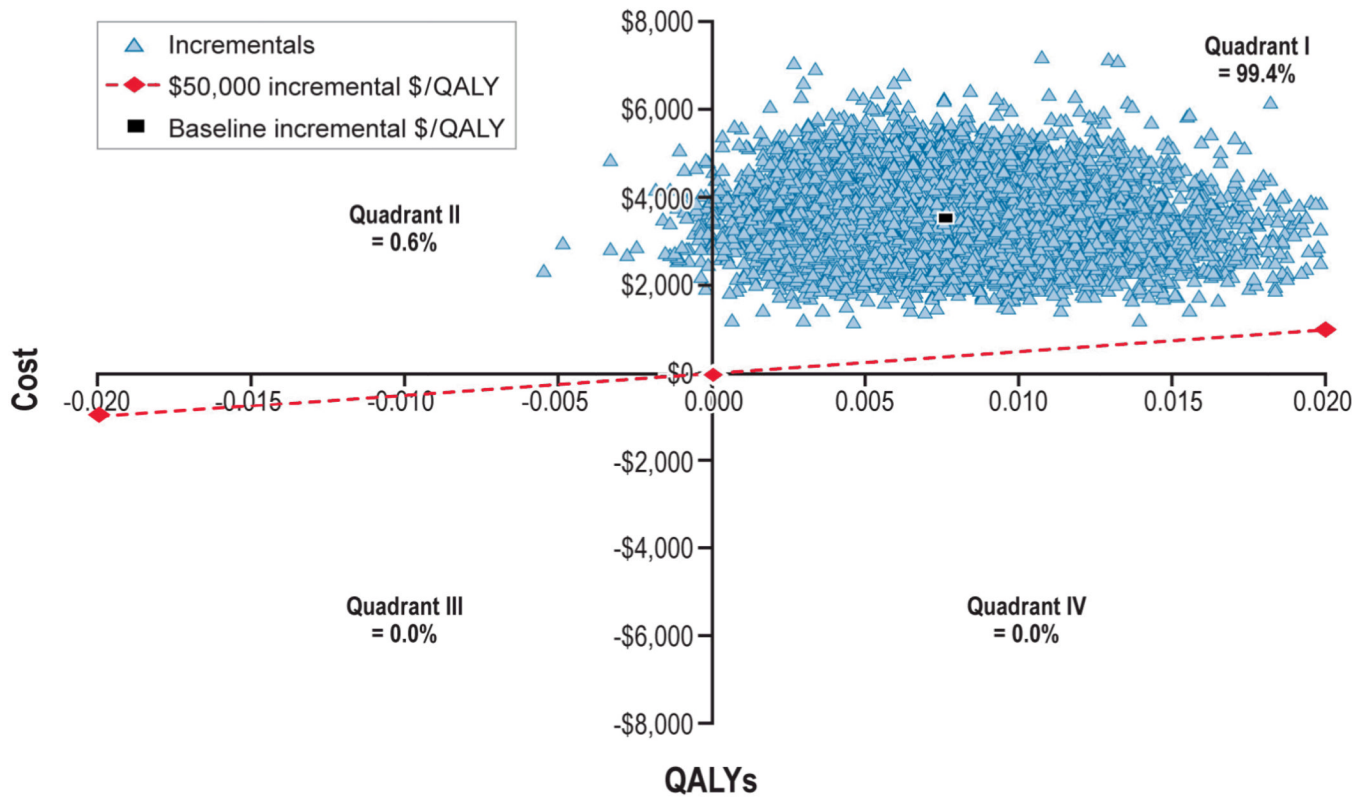 Incrementals
$50,000 incremental $/QALY
Baseline incremental $/QALY
Quadrant I
= 99.4%
Quadrant II
= 0.6%
Quadrant III
= 0.0%
Quadrant IV
= 0.0%
$8,000
$6,000
$4,000
$2,000
$0
-$2,000
-$4,000
-$6,000
-$8,000
-0.020
-0.015
-0.010
-0.005
0.000
0.005
0.010
0.015
0.020
Cost
QALYs